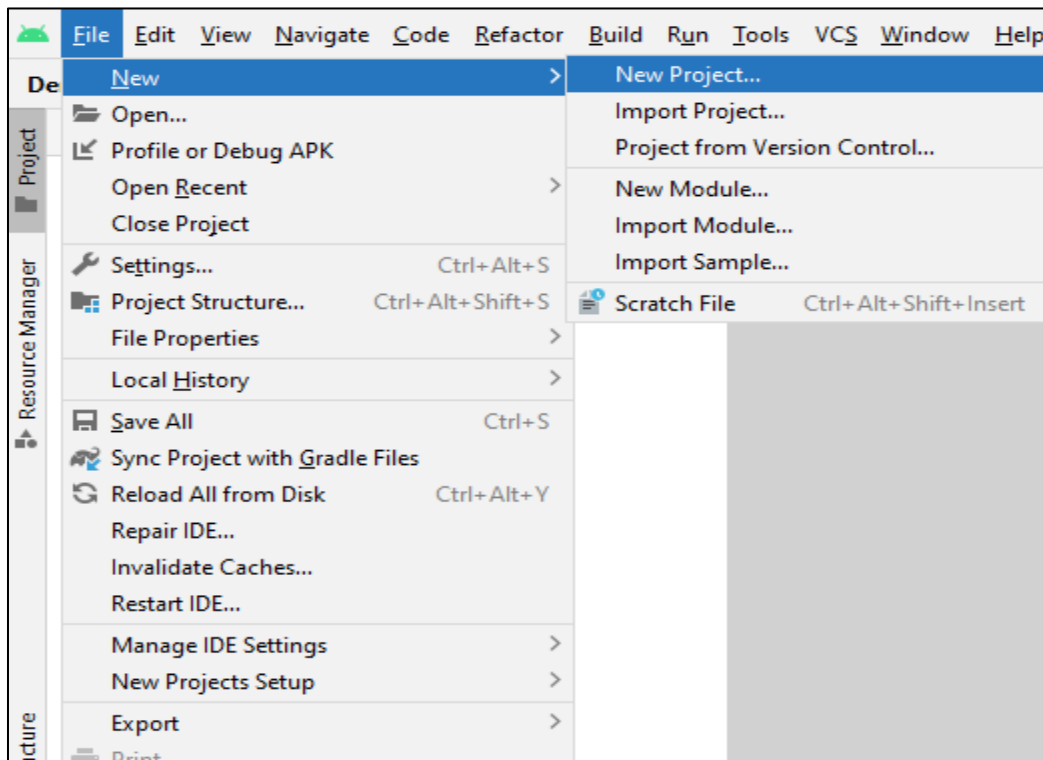 File Edit View Navigate Code Refactor Build Run Tools VCS Window Help
De
Project
Resource Manager
New
Open...
Profile or Debug APK
Open Recent
Close Project
Settings... Ctrl+Alt+S
Project Structure... Ctrl+Alt+Shift+S
File Properties
Local History
Save All Ctrl+S
Sync Project with Gradle Files
Reload All from Disk Ctrl+Alt+Y
Repair IDE...
Invalidate Caches...
Restart IDE...
Manage IDE Settings
New Projects Setup
Export
Print...
New Project...
Import Project...
Project from Version Control...
New Module...
Import Module...
Import Sample...
Scratch File Ctrl+Alt+Shift+Insert